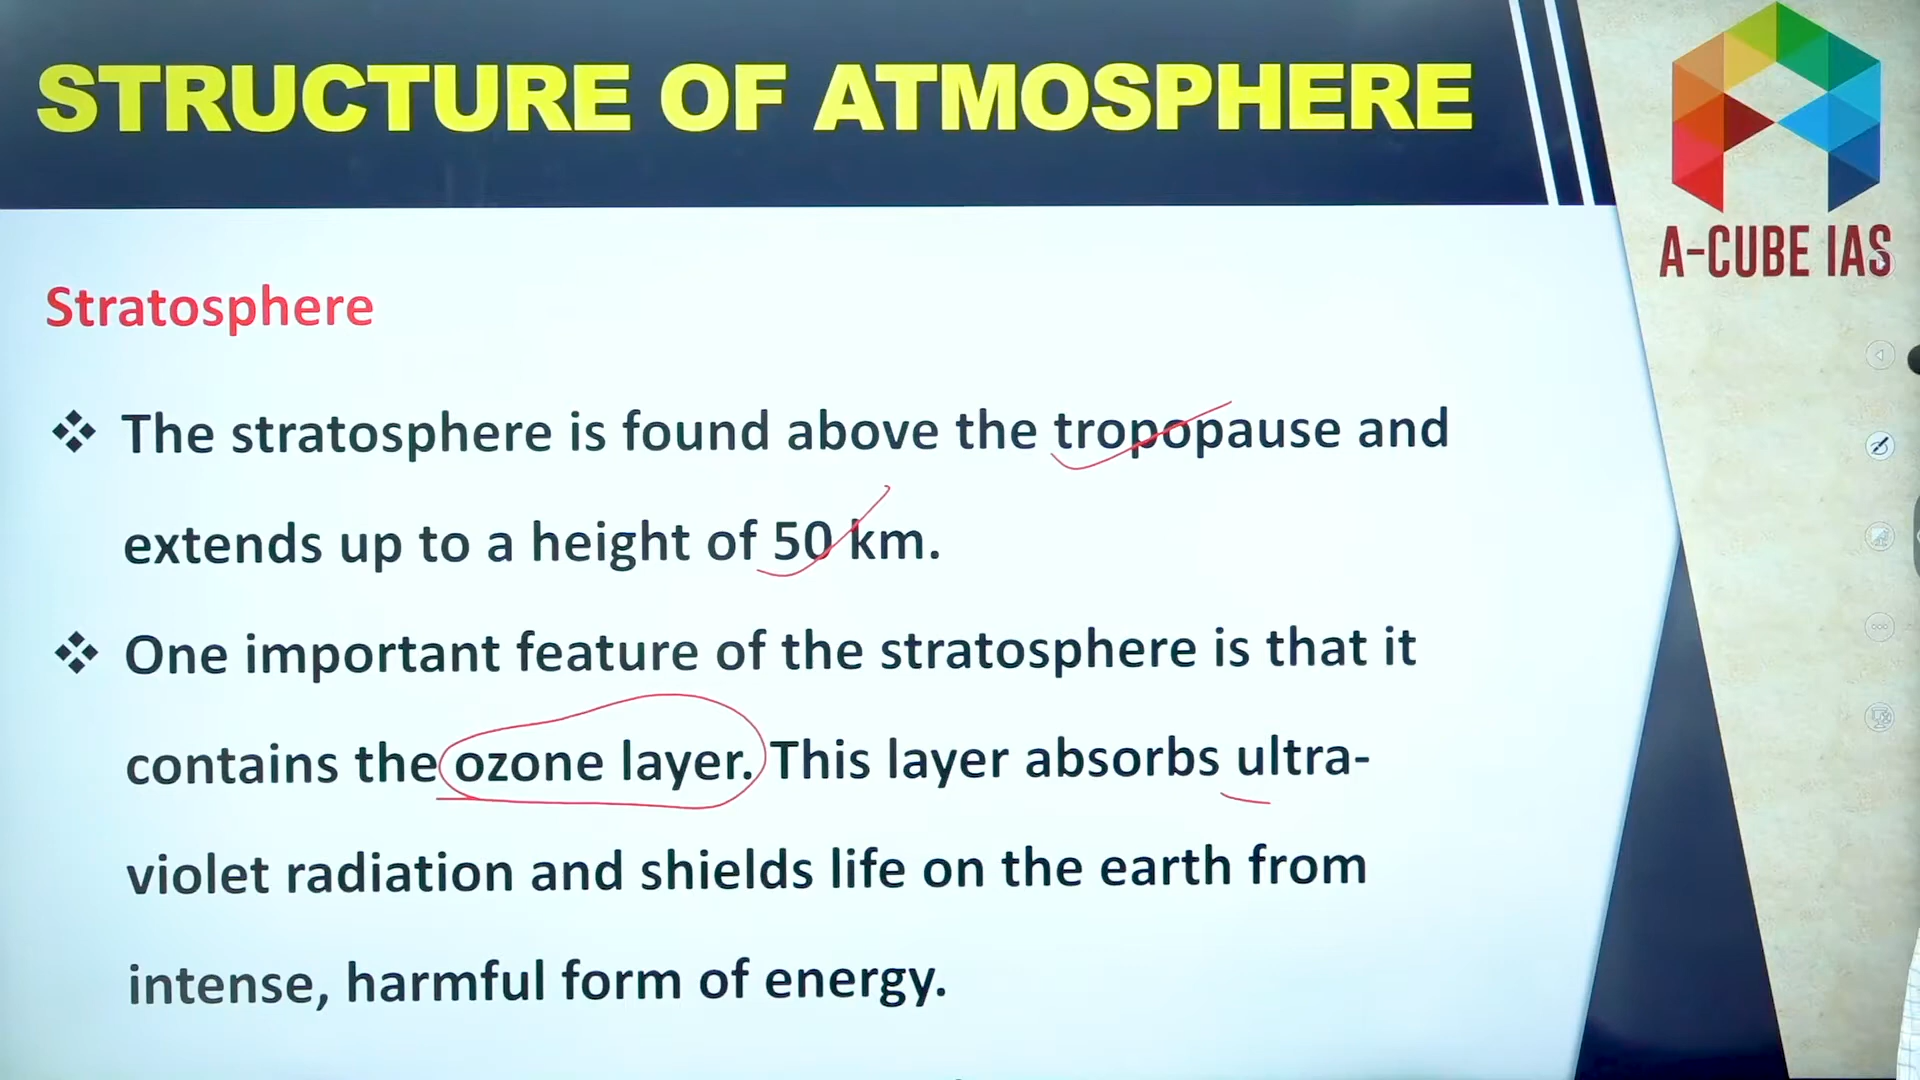 STRUCTURE OF ATMOSPHERE
A-CUBE IAS
Stratosphere
❖ The stratosphere is found above the tropopause and
extends up to a height of 50 km.
❖ One important feature of the stratosphere is that it
contains the ozone layer. This layer absorbs ultra-
violet radiation and shields life on the earth from
intense, harmful form of energy.